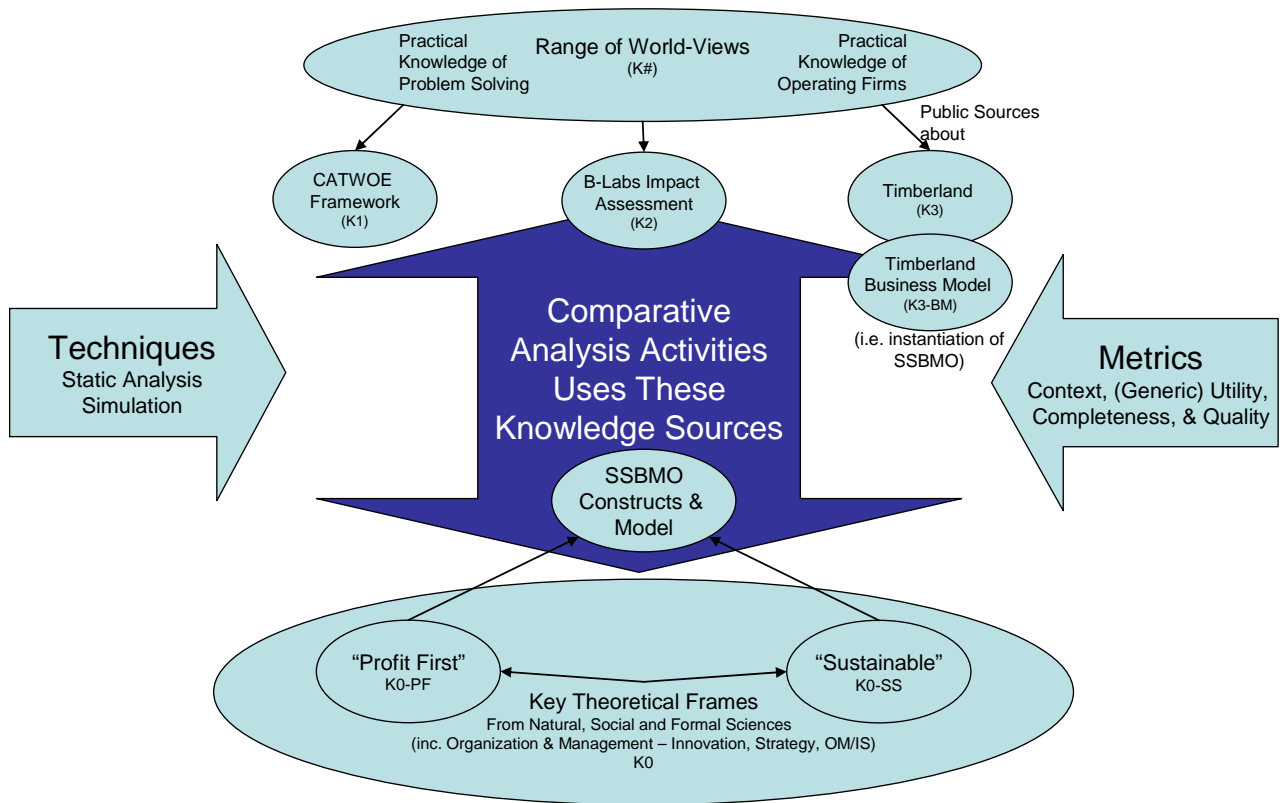 Practical
Knowledge of
Problem Solving
Range of World-Views
(K#)
Practical
Knowledge of
Operating Firms
Public Sources
about
CATWOE
Framework
(K1)
B-Labs Impact
Assessment
(K2)
Timberland
(K3)
Timberland
Business Model
(K3-BM)
(i.e. instantiation of
SSBMO)
Techniques
Static Analysis
Simulation
Comparative
Analysis Activities
Uses These
Knowledge Sources
Metrics
Context, (Generic) Utility,
Completeness, & Quality
SSBMO
Constructs &
Model
“Profit First”
K0-PF
“Sustainable”
K0-SS
Key Theoretical Frames
From Natural, Social and Formal Sciences
(inc. Organization & Management – Innovation, Strategy, OM/IS)
K0